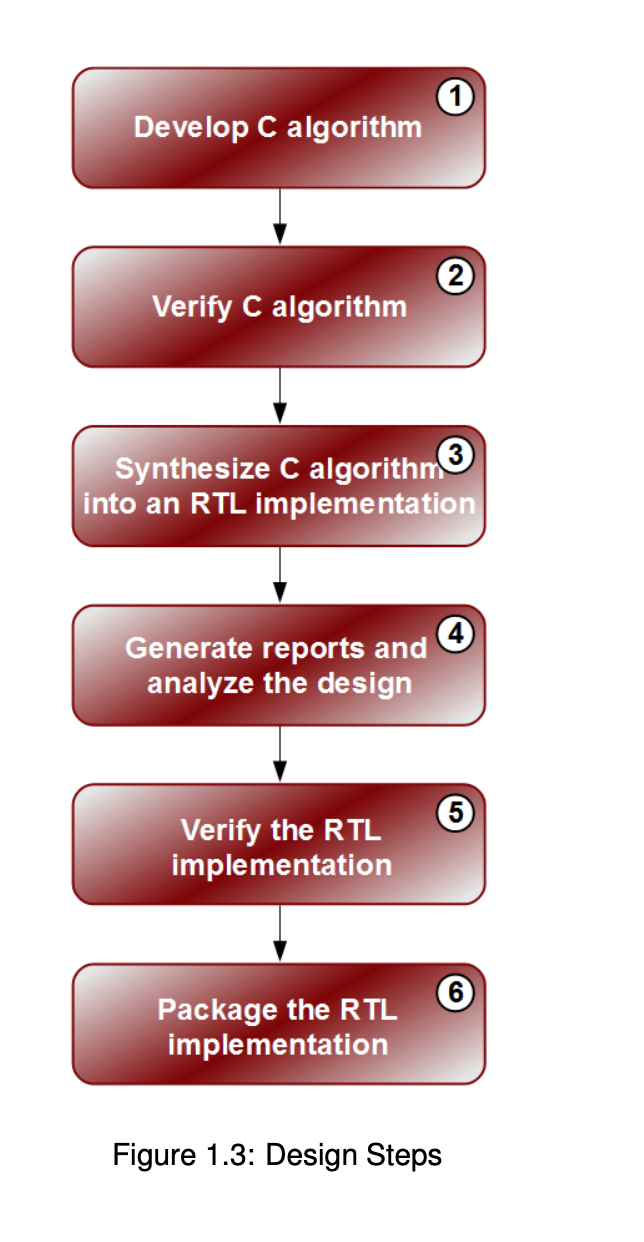 1
Develop C algorithm
2
Verify C algorithm
3
Synthesize C algorithm
into an RTL implementation
4
Generate reports and
analyze the design
5
Verify the RTL
implementation
6
Package the RTL
implementation
Figure 1.3: Design Steps